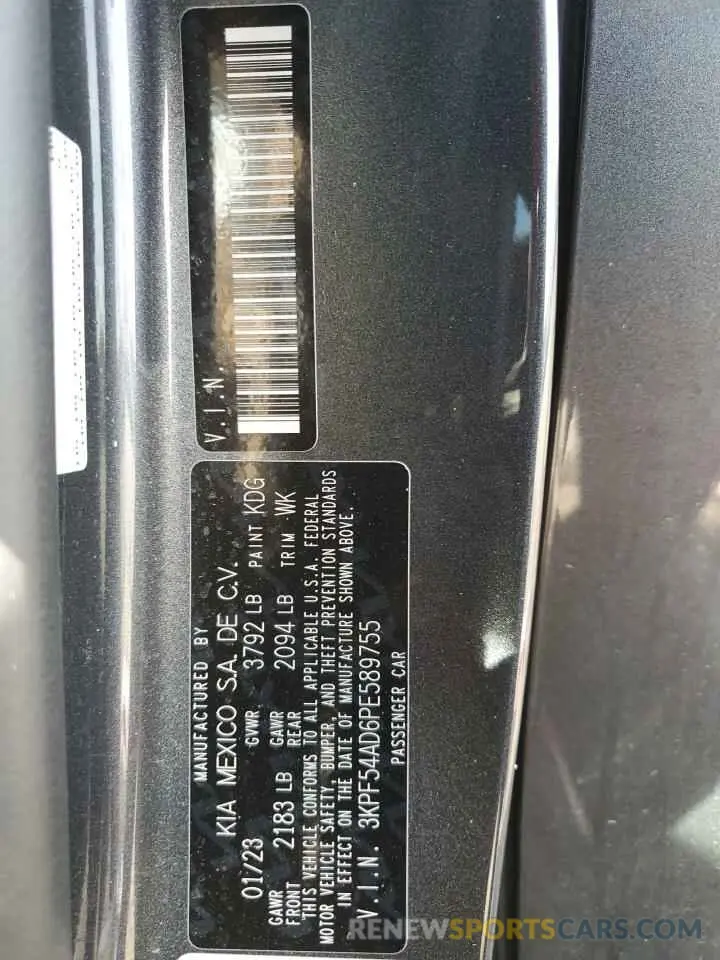 V.I.N.
MANUFACTURED BY
KIA MEXICO S.A. DE C.V.
01/23 GVWR 3792 LB PAINT KDG
GAWR FRONT 2183 LB GAWR REAR 2094 LB TRIM WK
THIS VEHICLE CONFORMS TO ALL APPLICABLE U.S.A. FEDERAL
MOTOR VEHICLE SAFETY, BUMPER, AND THEFT PREVENTION STANDARDS
IN EFFECT ON THE DATE OF MANUFACTURE SHOWN ABOVE.
V.I.N. 3KPF54AD6PE589755
PASSENGER CAR
RENEWSPORTSCARS.COM